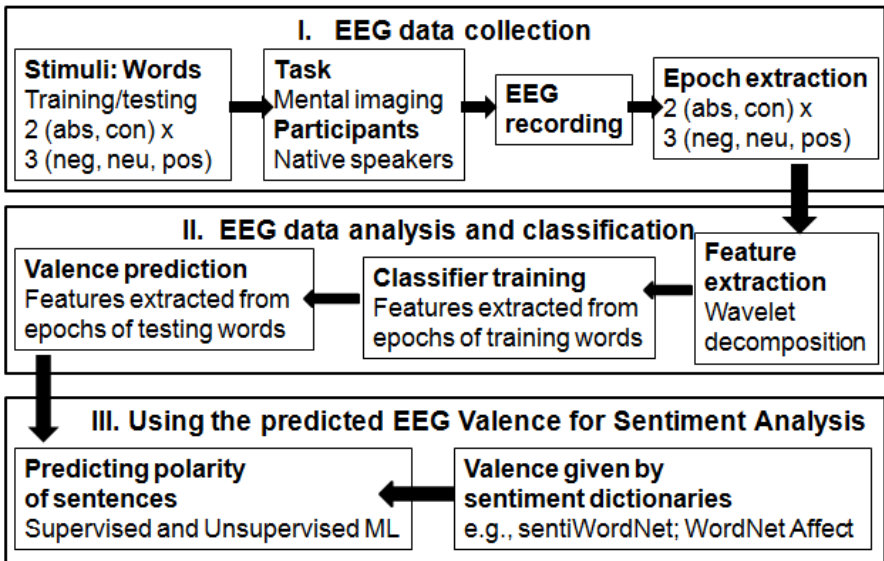 I. EEG data collection
Stimuli: Words
Training/testing
2 (abs, con) x
3 (neg, neu, pos)
Task
Mental imaging
Participants
Native speakers
EEG
recording
Epoch extraction
2 (abs, con) x
3 (neg, neu, pos)
II. EEG data analysis and classification
Feature
extraction
Wavelet
decomposition
Classifier training
Features extracted from
epochs of training words
Valence prediction
Features extracted from
epochs of testing words
III. Using the predicted EEG Valence for Sentiment Analysis
Predicting polarity
of sentences
Supervised and Unsupervised ML
Valence given by
sentiment dictionaries
e.g., sentiWordNet; WordNet Affect